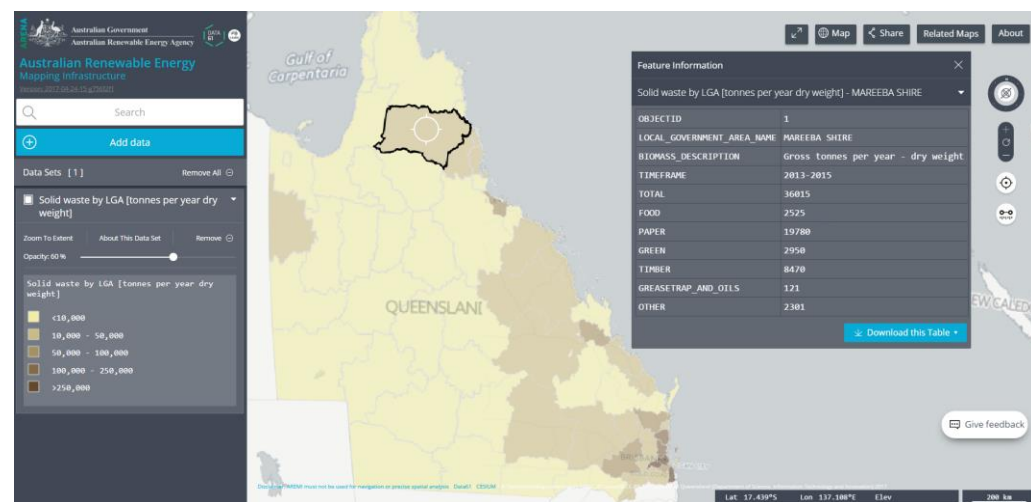 ARENA
Australian Government
Australian Renewable Energy Agency
DATA
61
Australian Renewable Energy
Mapping Infrastructure
Search
Add data
Data Sets [1]
Remove All
Solid waste by LGA [tonnes per year dry
weight]
Zoom To Extent
About This Data Set
Remove
Opacity: 60 %
Solid waste by LGA [tonnes per year dry
weight]
<10,000
10,000 - 50,000
50,000 - 100,000
100,000 - 250,000
>250,000
Gulf of
Carpentaria
QUEENSLAN
EW CALED
Map
Share
Related Maps
About
Feature Information
Solid waste by LGA [tonnes per year dry weight] - MAREEBA SHIRE
OBJECTID 1
LOCAL_GOVERNMENT_AREA_NAME MAREEBA SHIRE
BIOMASS_DESCRIPTION Gross tonnes per year - dry weight
TIMEFRAME 2013-2015
TOTAL 36015
FOOD 2525
PAPER 19780
GREEN 2950
TIMBER 8470
GREASETRAP_AND_OILS 121
OTHER 2301
Download this Table
Give feedback
Lat 17.439°S Lon 137.108°E Elev
200 km